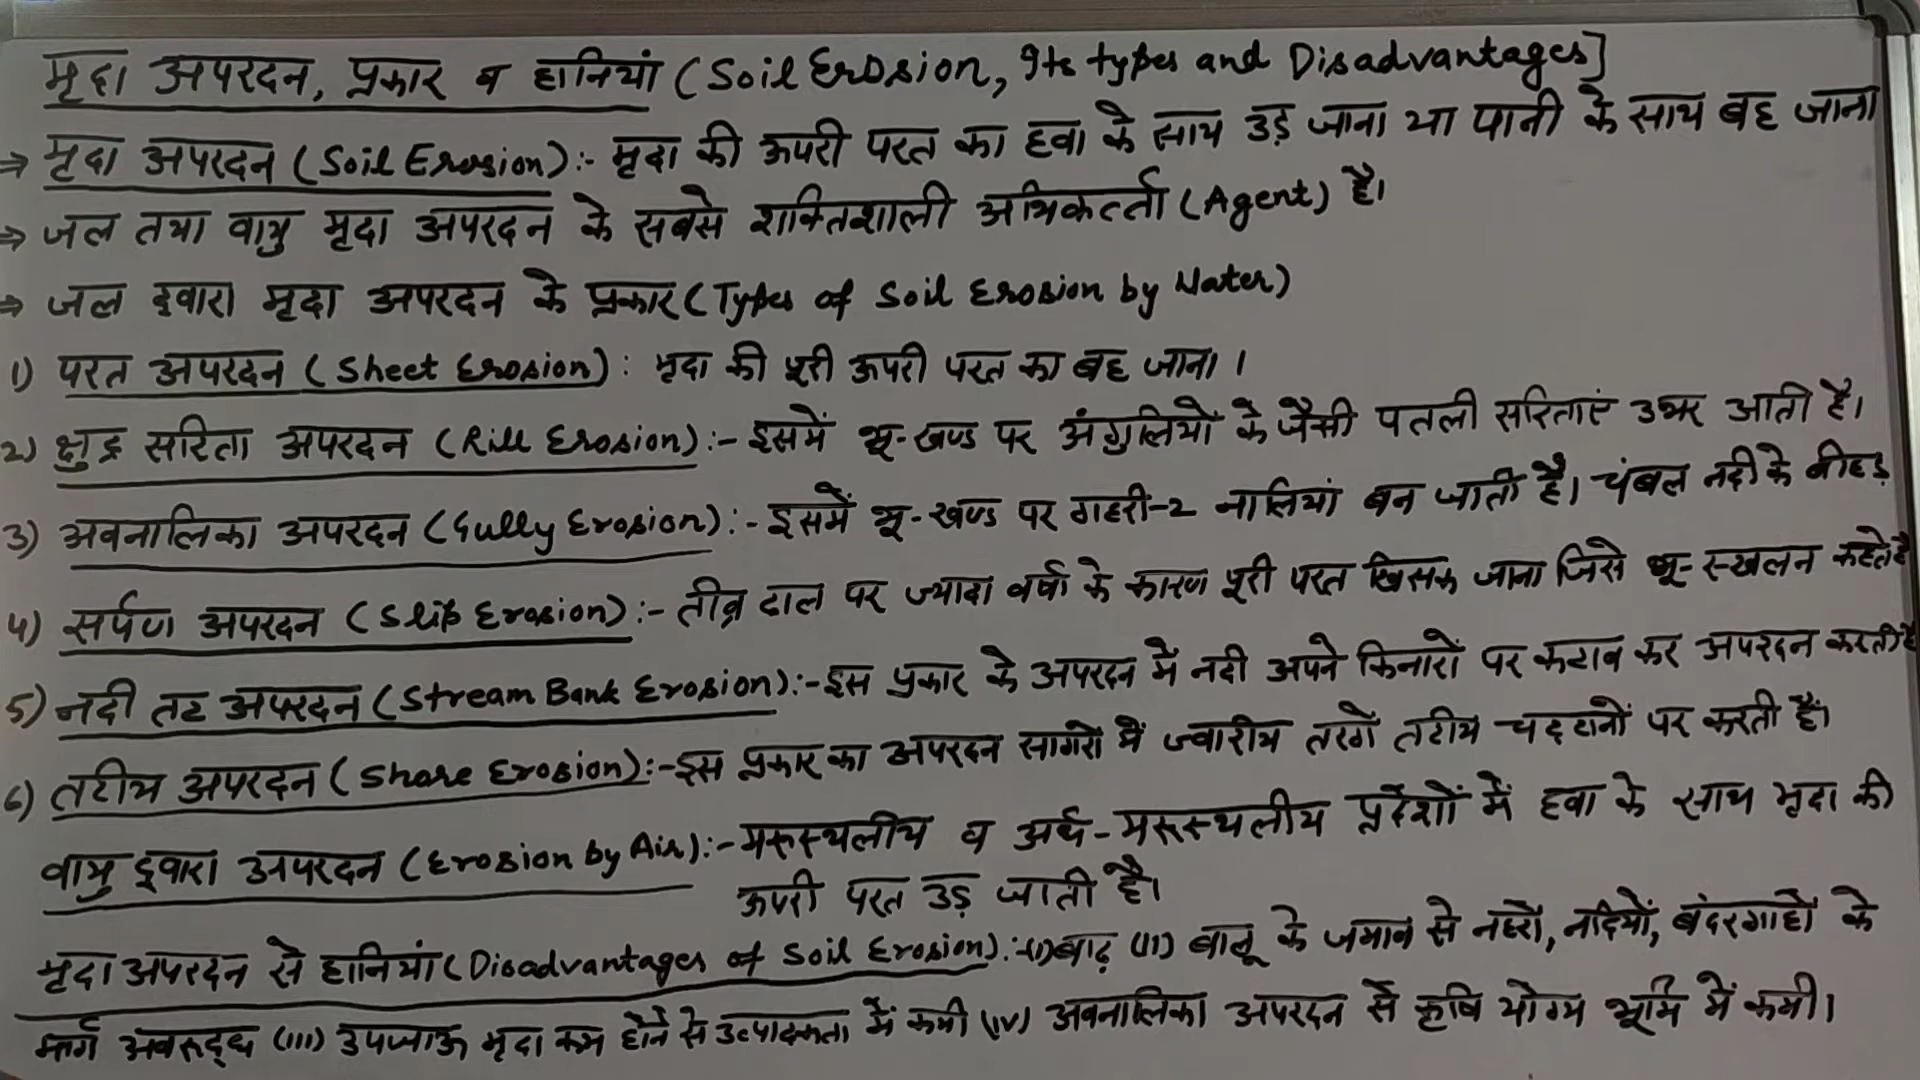 मृदा अपरदन, प्रकार व हानियां (Soil Erosion, Its types and Disadvantages]
⇒ मृदा अपरदन (Soil Erosion):- मृदा की ऊपरी परत का हवा के साथ उड़ जाना या पानी के साथ बह जाना
⇒ जल तथा वायु मृदा अपरदन के सबसे शक्तिशाली अभिकर्त्ता (Agent) है।
⇒ जल द्वारा मृदा अपरदन के प्रकार (Types of Soil Erosion by Water)
1) परत अपरदन (Sheet Erosion): मृदा की पूरी ऊपरी परत का बह जाना।
2) क्षुद्र सरिता अपरदन (Rill Erosion):- इसमें भू-खण्ड पर अंगुलियों के जैसी पतली सरिताएं उभर आती है।
3) अवनालिका अपरदन (Gully Erosion):- इसमें भू-खण्ड पर गहरी-2 नालियां बन जाती है। चंबल नदी के बीहड़
4) सर्पण अपरदन (Slip Erosion):- तीव्र ढाल पर ज्यादा वर्षा के कारण पूरी परत खिसक जाना जिसे भू-स्खलन कहते है
5) नदी तट अपरदन (Stream Bank Erosion):- इस प्रकार के अपरदन में नदी अपने किनारों पर कटाव कर अपरदन करती है
6) तटीय अपरदन (Shore Erosion):- इस प्रकार का अपरदन सागरों में ज्वारीय तरंगें तटीय चट्टानों पर करती हैं।
वायु द्वारा अपरदन (Erosion by Air):- मरुस्थलीय व अर्ध-मरुस्थलीय प्रदेशों में हवा के साथ मृदा की
ऊपरी परत उड़ जाती है।
मृदा अपरदन से हानियां (Disadvantages of Soil Erosion):- (i) बाढ़ (ii) बालू के जमाव से नहरों, नदियों, बंदरगाहों के
मार्ग अवरुद्ध (iii) उपजाऊ मृदा कम होने से उत्पादकता में कमी (iv) अवनालिका अपरदन से कृषि योग्य भूमि में कमी।